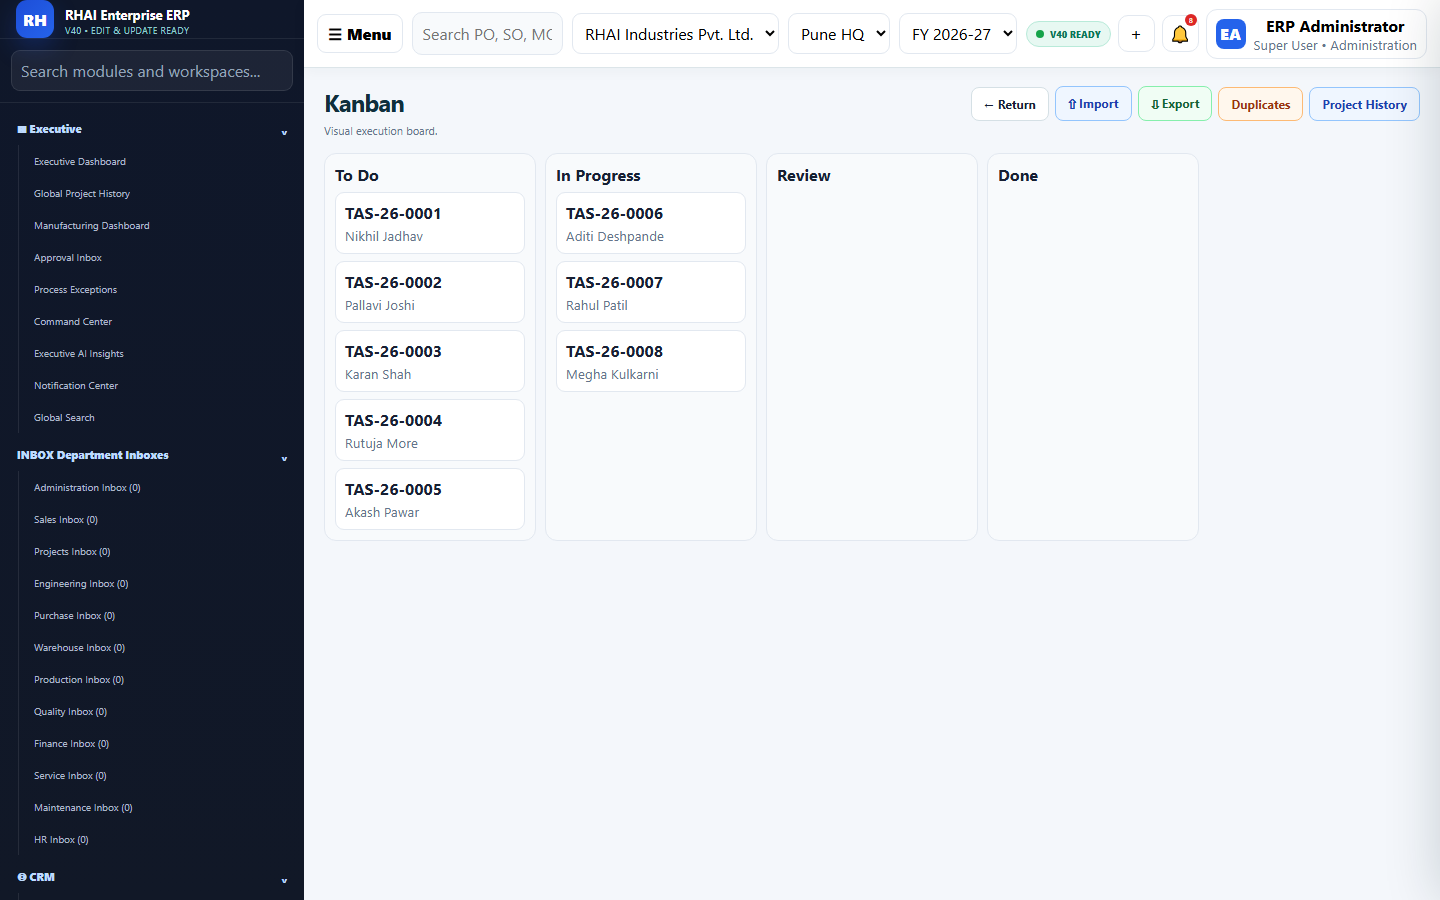 RH
RHAI Enterprise ERP
V40 • EDIT & UPDATE READY
Search modules and workspaces...
Executive
Executive Dashboard
Global Project History
Manufacturing Dashboard
Approval Inbox
Process Exceptions
Command Center
Executive AI Insights
Notification Center
Global Search
INBOX Department Inboxes
Administration Inbox (0)
Sales Inbox (0)
Projects Inbox (0)
Engineering Inbox (0)
Purchase Inbox (0)
Warehouse Inbox (0)
Production Inbox (0)
Quality Inbox (0)
Finance Inbox (0)
Service Inbox (0)
Maintenance Inbox (0)
HR Inbox (0)
CRM
☰ Menu
Search PO, SO, MO
RHAI Industries Pvt. Ltd.
Pune HQ
FY 2026-27
V40 READY
+
8
EA
ERP Administrator
Super User • Administration
Kanban
Visual execution board.
← Return
⇧ Import
⇩ Export
Duplicates
Project History
To Do
TAS-26-0001
Nikhil Jadhav
TAS-26-0002
Pallavi Joshi
TAS-26-0003
Karan Shah
TAS-26-0004
Rutuja More
TAS-26-0005
Akash Pawar
In Progress
TAS-26-0006
Aditi Deshpande
TAS-26-0007
Rahul Patil
TAS-26-0008
Megha Kulkarni
Review
Done